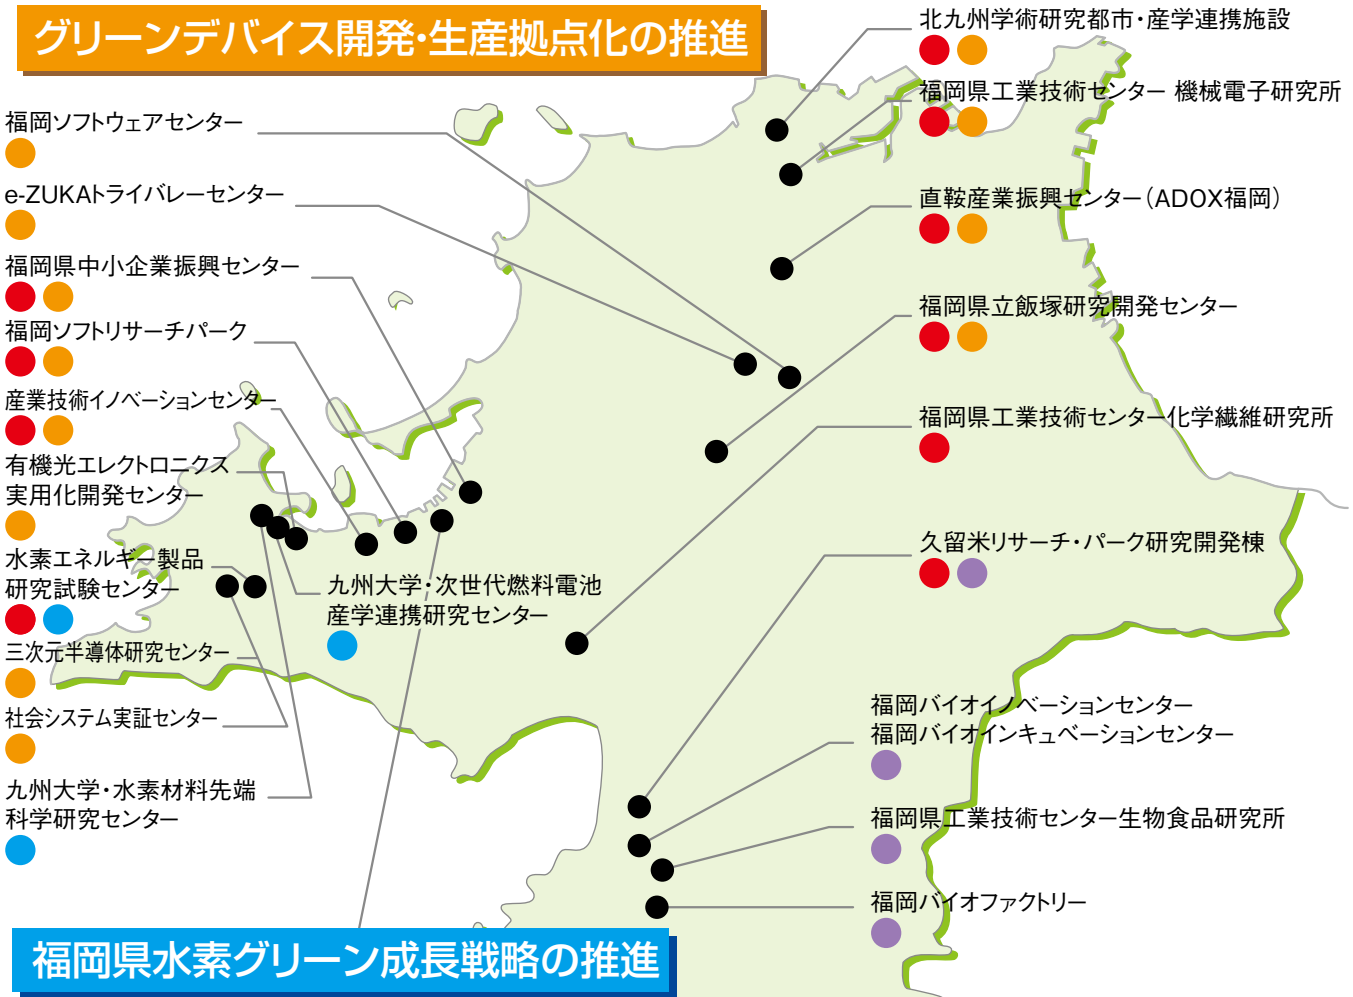 グリーンデバイス開発・生産拠点化の推進
福岡ソフトウェアセンター
e-ZUKAトライバレーセンター
福岡県中小企業振興センター
福岡ソフトリサーチパーク
産業技術イノベーションセンター
有機光エレクトロニクス
実用化開発センター
水素エネルギー製品
研究試験センター
三次元半導体研究センター
社会システム実証センター
九州大学・水素材料先端
科学研究センター
九州大学・次世代燃料電池
産学連携研究センター
北九州学術研究都市・産学連携施設
福岡県工業技術センター 機械電子研究所
直鞍産業振興センター（ADOX福岡）
福岡県立飯塚研究開発センター
福岡県工業技術センター化学繊維研究所
久留米リサーチ・パーク研究開発棟
福岡バイオイノベーションセンター
福岡バイオインキュベーションセンター
福岡県工業技術センター生物食品研究所
福岡バイオファクトリー
福岡県水素グリーン成長戦略の推進